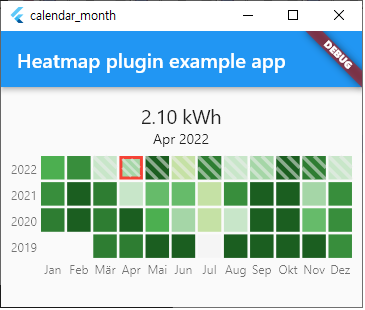 calendar_month
Heatmap plugin example app
DEBUG
2.10 kWh
Apr 2022
2022
2021
2020
2019
Jan Feb Mär Apr Mai Jun Jul Aug Sep Okt Nov Dez